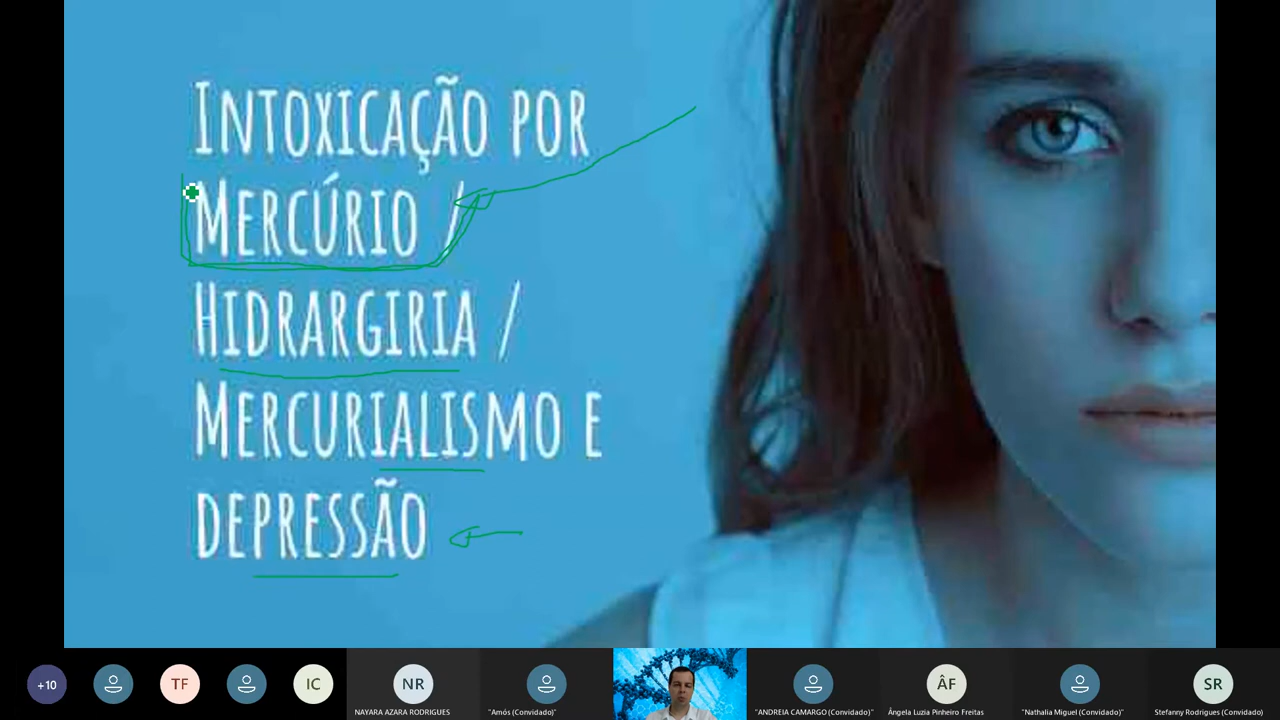 INTOXICAÇÃO POR
MERCÚRIO /
HIDRARGIRIA /
MERCURIALISMO E
DEPRESSÃO
+10
TF
IC
NR
ÂF
SR
NAYARA AZARA RODRIGUES
"Amós (Convidado)"
"ANDREIA CAMARGO (Convidado)"
Ângela Luzia Pinheiro Freitas
"Nathalia Miguel (Convidado)"
Stefanny Rodrigues (Convidado)